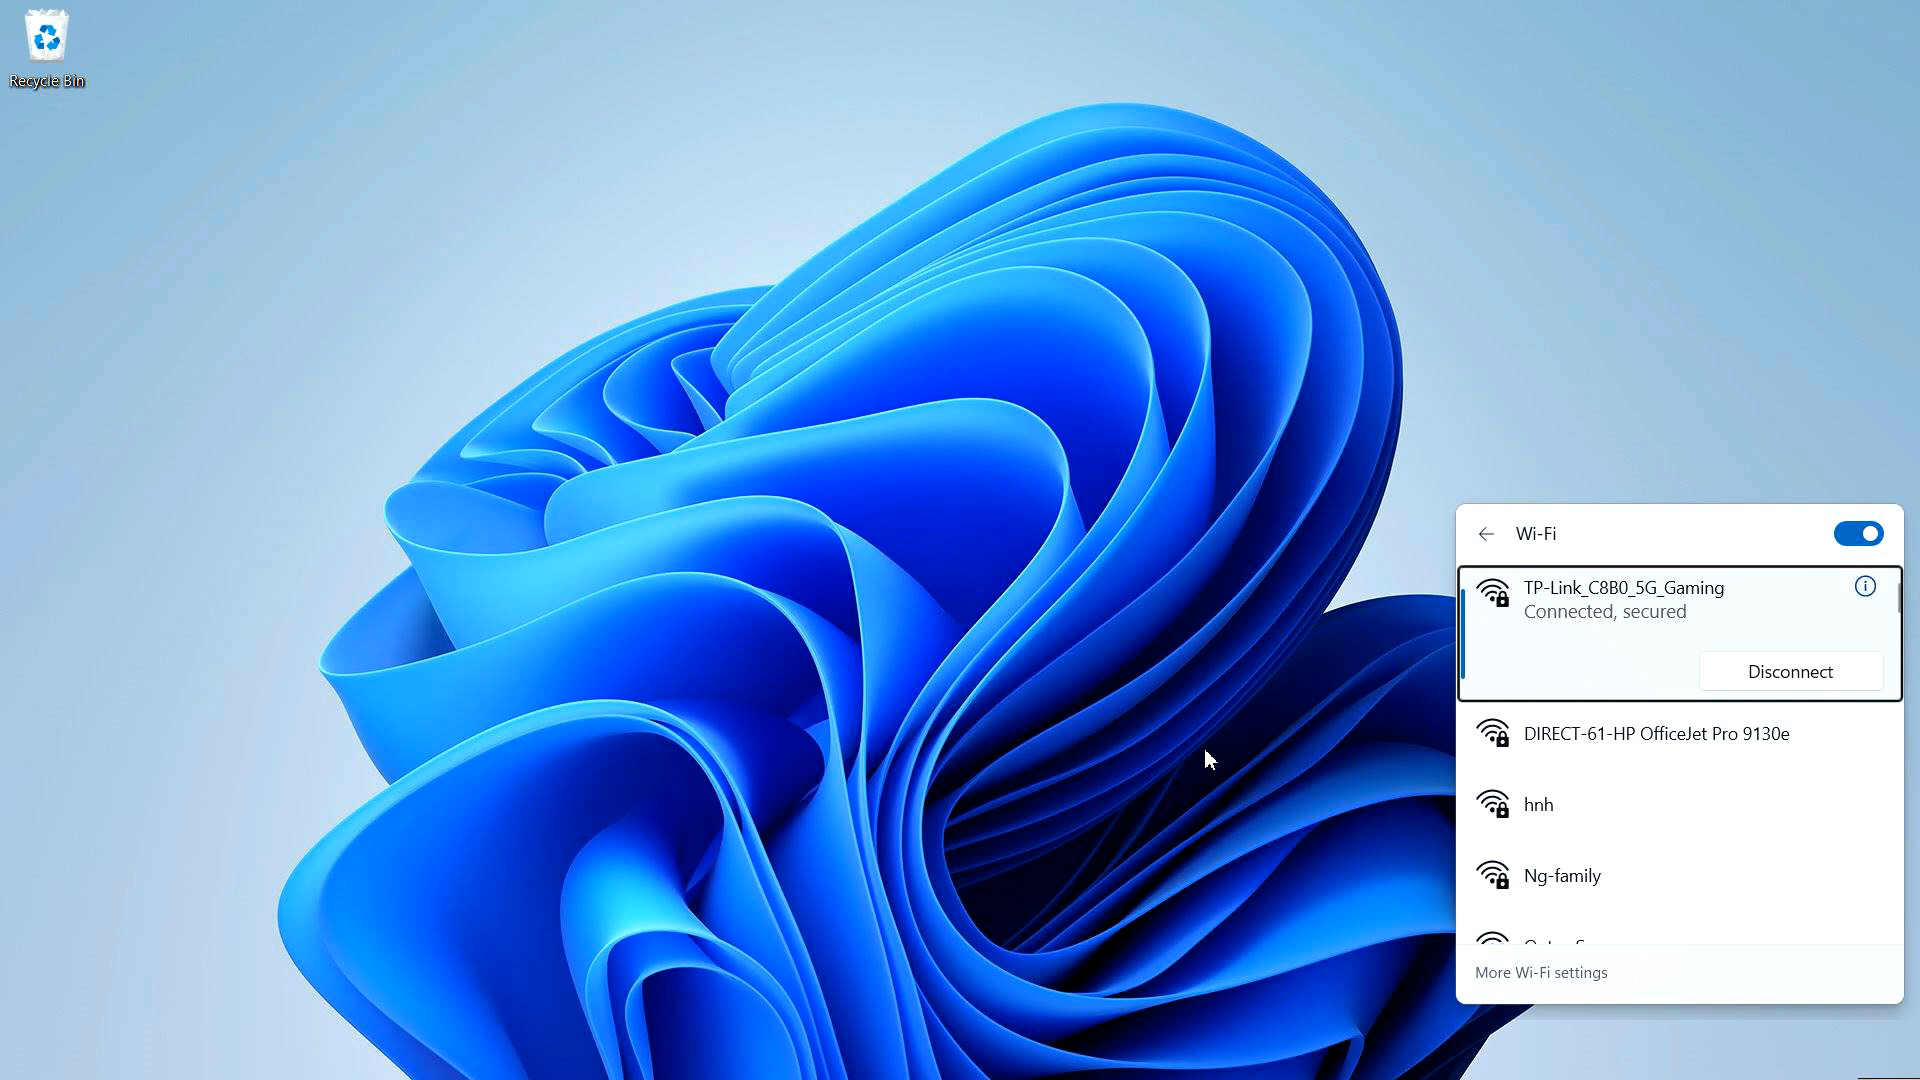 Recycle Bin
Wi-Fi
TP-Link_C8B0_5G_Gaming
Connected, secured
Disconnect
DIRECT-61-HP OfficeJet Pro 9130e
hnh
Ng-family
More Wi-Fi settings